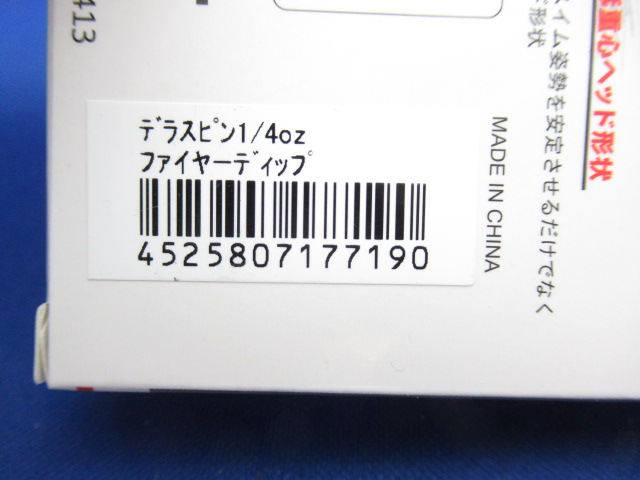 413
デラスピン1/4oz
ファイヤーディップ
4525807177190
MADE IN CHINA
重心ヘッド形状
イム姿勢を安定させるだけでなく
形状